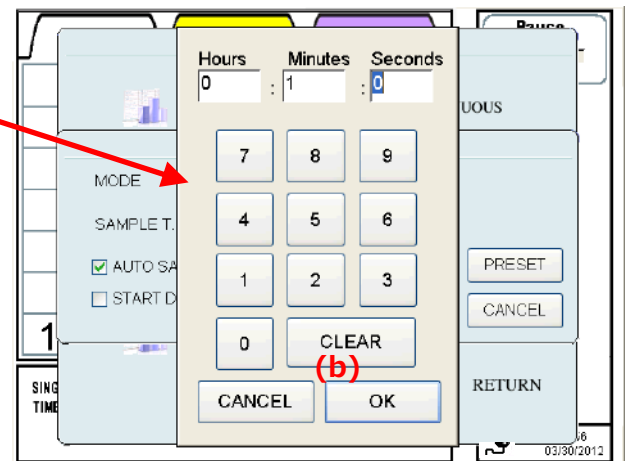 Pause
Hours Minutes Seconds
0 : 1 : 0
UOUS
7 8 9
MODE
SAMPLE T.
4 5 6
AUTO SA
PRESET
1 2 3
START D
CANCEL
1
0 CLEAR
(b)
SING
TIME
CANCEL OK
RETURN
03/30/2012